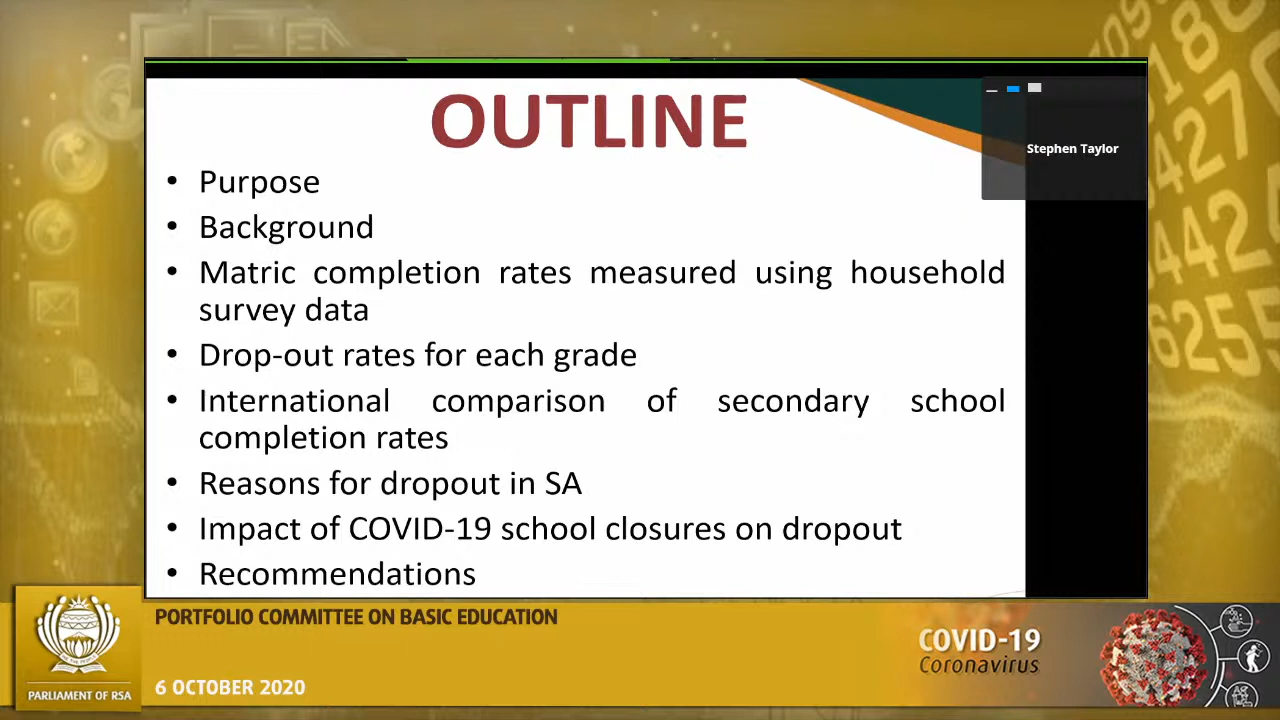 OUTLINE
Stephen Taylor
• Purpose
• Background
• Matric completion rates measured using household
survey data
• Drop-out rates for each grade
• International comparison of secondary school
completion rates
• Reasons for dropout in SA
• Impact of COVID-19 school closures on dropout
• Recommendations
PORTFOLIO COMMITTEE ON BASIC EDUCATION
6 OCTOBER 2020
PARLIAMENT OF RSA
COVID-19
Coronavirus